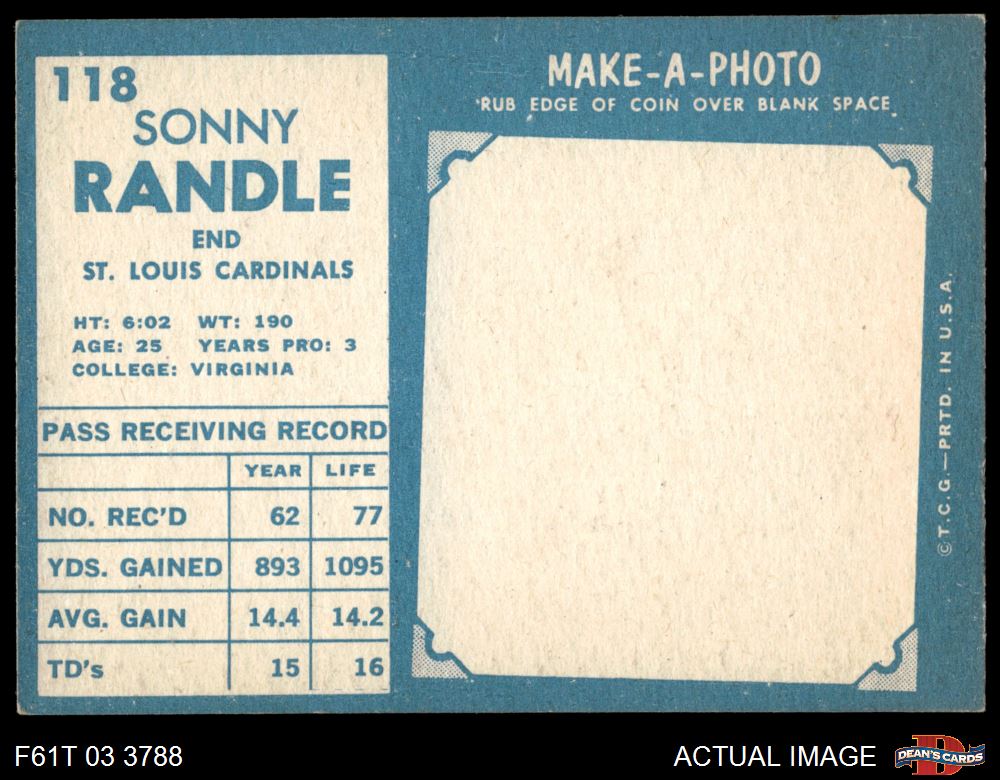 118
SONNY
RANDLE
END
ST. LOUIS CARDINALS
HT: 6:02 WT: 190
AGE: 25 YEARS PRO: 3
COLLEGE: VIRGINIA
PASS RECEIVING RECORD
YEAR LIFE
NO. REC'D 62 77
YDS. GAINED 893 1095
AVG. GAIN 14.4 14.2
TD's 15 16
MAKE-A-PHOTO
RUB EDGE OF COIN OVER BLANK SPACE
© T.C.G.—PRTD. IN U.S.A.
F61T 03 3788
ACTUAL IMAGE
D
DEAN'S CARDS